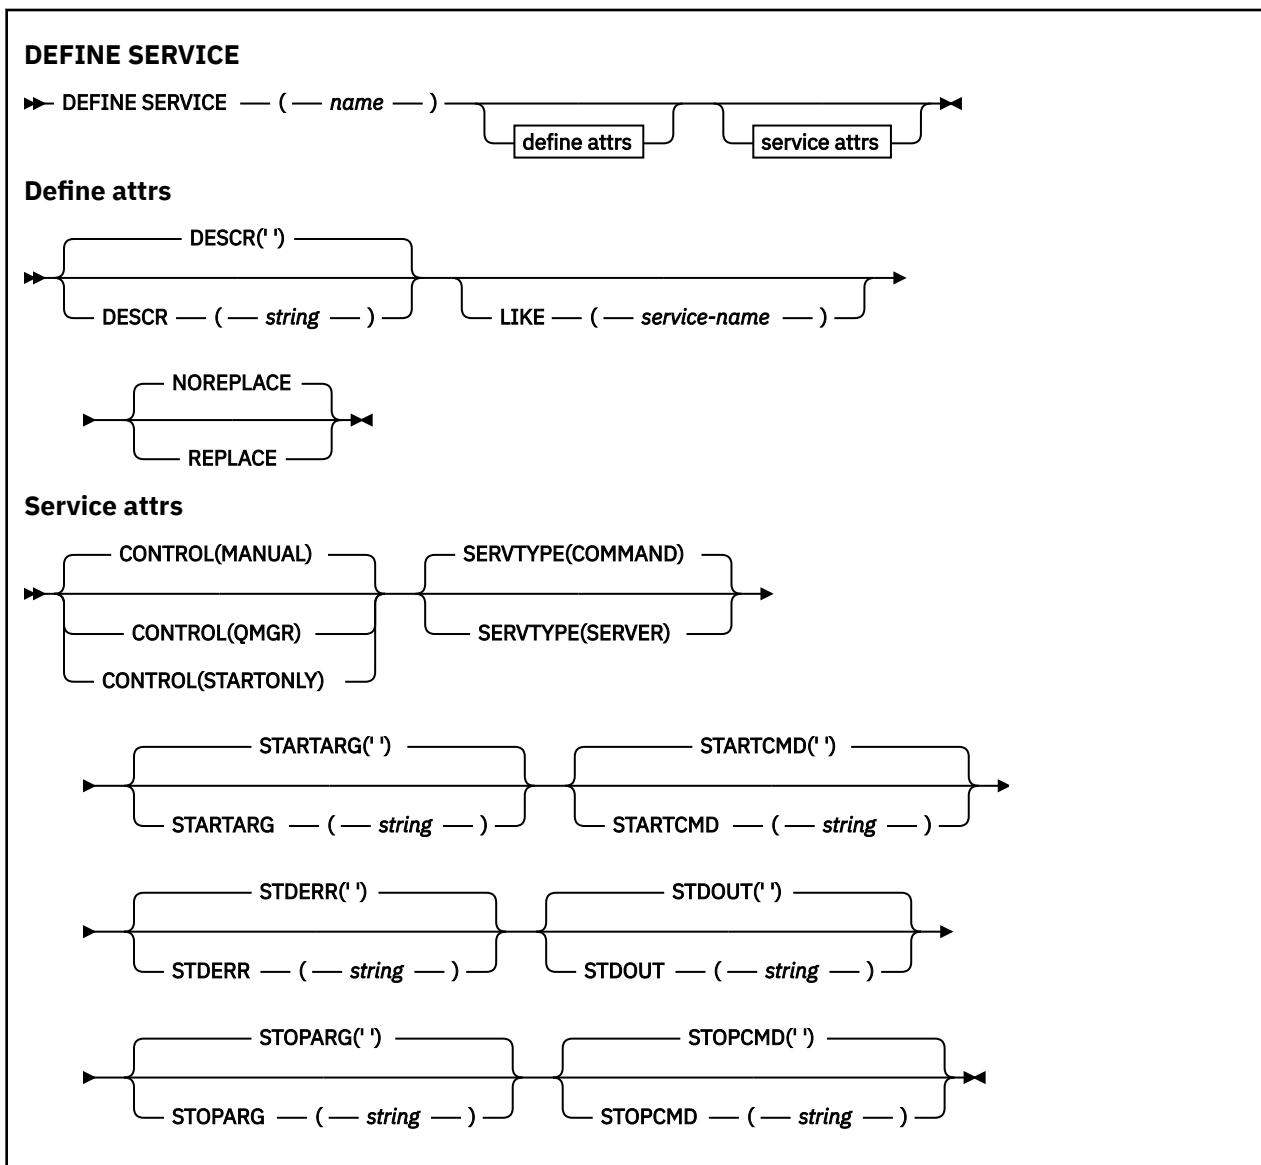 DEFINE SERVICE
DEFINE SERVICE ( name )
define attrs service attrs
Define attrs
DESCR(' ')
DESCR ( string ) LIKE ( service-name )
NOREPLACE
REPLACE
Service attrs
CONTROL(MANUAL) SERVTYPE(COMMAND)
CONTROL(QMGR) SERVTYPE(SERVER)
CONTROL(STARTONLY)
STARTARG(' ') STARTCMD(' ')
STARTARG ( string ) STARTCMD ( string )
STDERR(' ') STDOUT(' ')
STDERR ( string ) STDOUT ( string )
STOPARG(' ') STOPCMD(' ')
STOPARG ( string ) STOPCMD ( string )